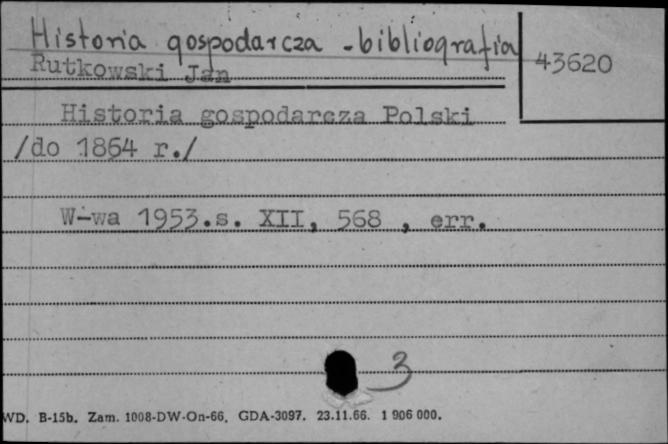 Historia gospodarcza - bibliografia
43620
Rutkowski Jan
Historia gospodarcza Polski
/do 1864 r./
W-wa 1953.s. XII, 568 , err.
3
WD. B-15b. Zam. 1008-DW-On-66. GDA-3097. 23.11.66. 1 906 000.